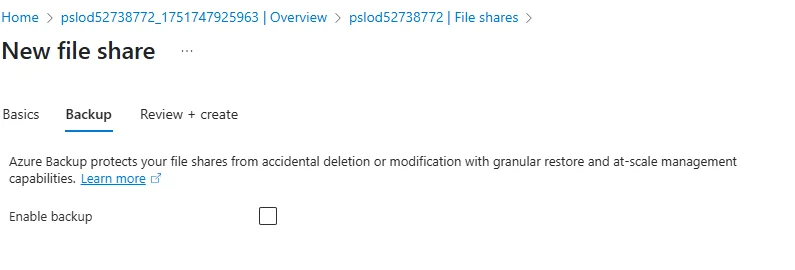 Home > pslod52738772_1751747925963 | Overview > pslod52738772 | File shares >
New file share ...
Basics Backup Review + create
Azure Backup protects your file shares from accidental deletion or modification with granular restore and at-scale management
capabilities. Learn more
Enable backup